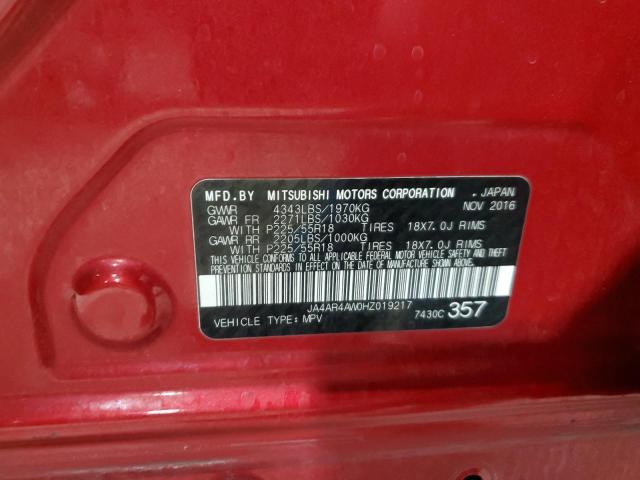 MFD. BY MITSUBISHI MOTORS CORPORATION . JAPAN
GVWR 4343LBS/1970KG NOV 2016
GAWR FR 2271LBS/1030KG
WITH P225/55R18 TIRES 18X7.0J RIMS
GAWR RR 2205LBS/1000KG
WITH P225/55R18 TIRES 18X7.0J RIMS
THIS VEHICLE CONFORMS TO ALL APPLICABLE FEDERAL MOTOR VEHICLE SAFETY AND THEFT
PREVENTION STANDARDS IN EFFECT ON THE DATE OF MANUFACTURE SHOWN ABOVE.
JA4AR4AW0HZ019217
VEHICLE TYPE: MPV 7430C 357